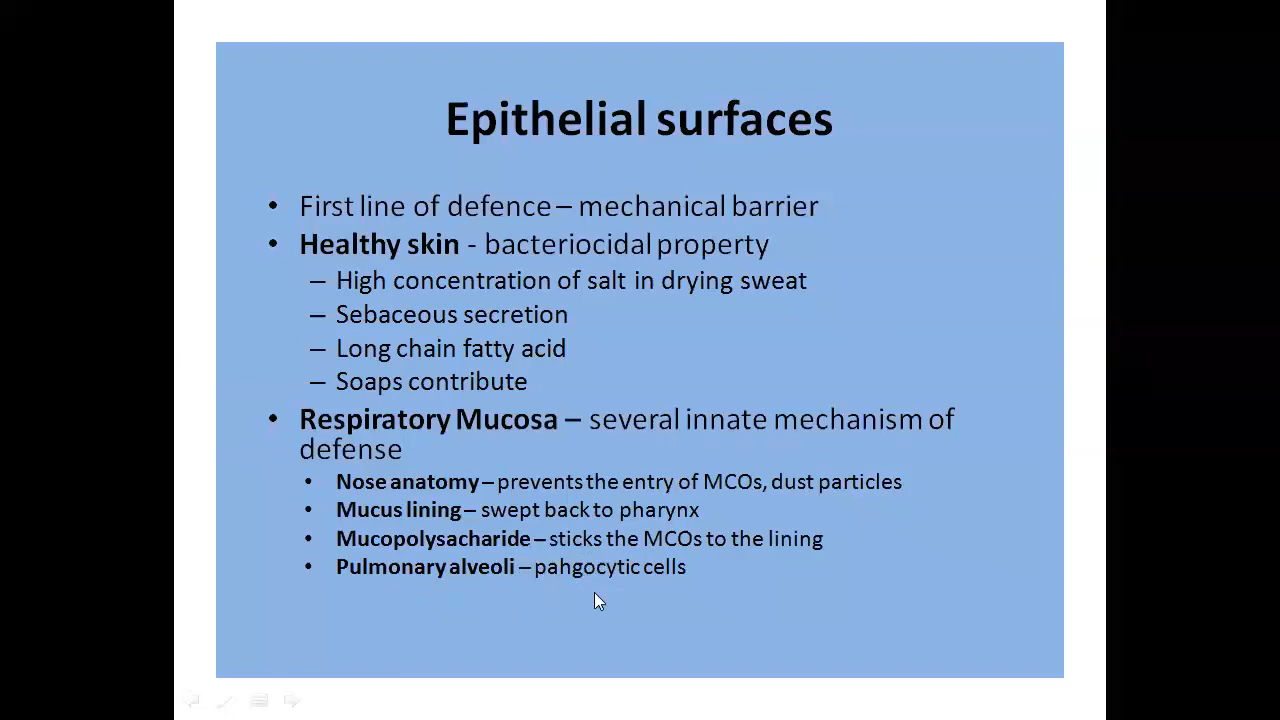 Epithelial surfaces
• First line of defence – mechanical barrier
• Healthy skin - bacteriocidal property
– High concentration of salt in drying sweat
– Sebaceous secretion
– Long chain fatty acid
– Soaps contribute
• Respiratory Mucosa – several innate mechanism of
defense
• Nose anatomy – prevents the entry of MCOs, dust particles
• Mucus lining – swept back to pharynx
• Mucopolysacharide – sticks the MCOs to the lining
• Pulmonary alveoli – pahgocytic cells